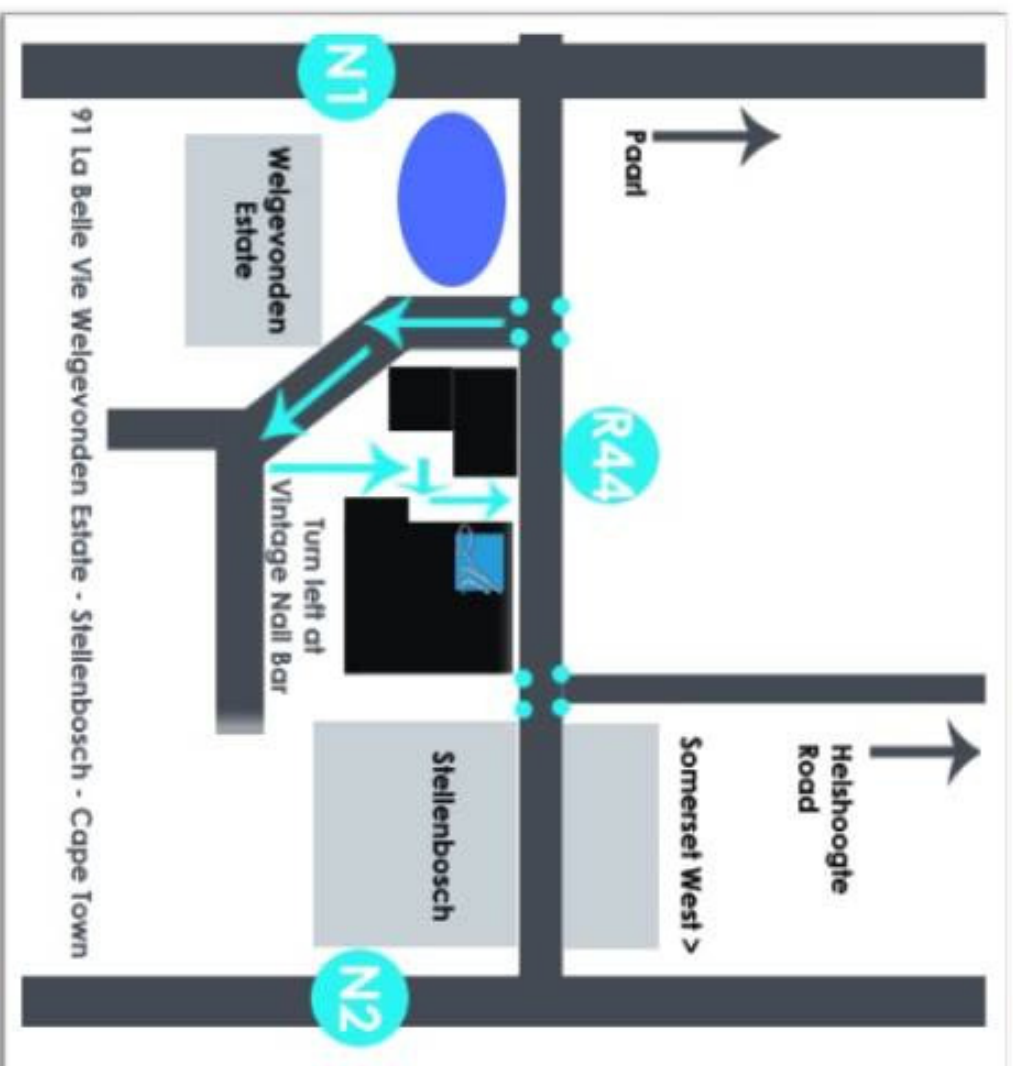 Helshoogte
Road
Somerset West >
Paarl
R44
Stellenbosch
N1
N2
Turn left at
Vintage Nail Bar
Welgevonden
Estate
91 La Belle Vie Welgevonden Estate - Stellenbosch - Cape Town